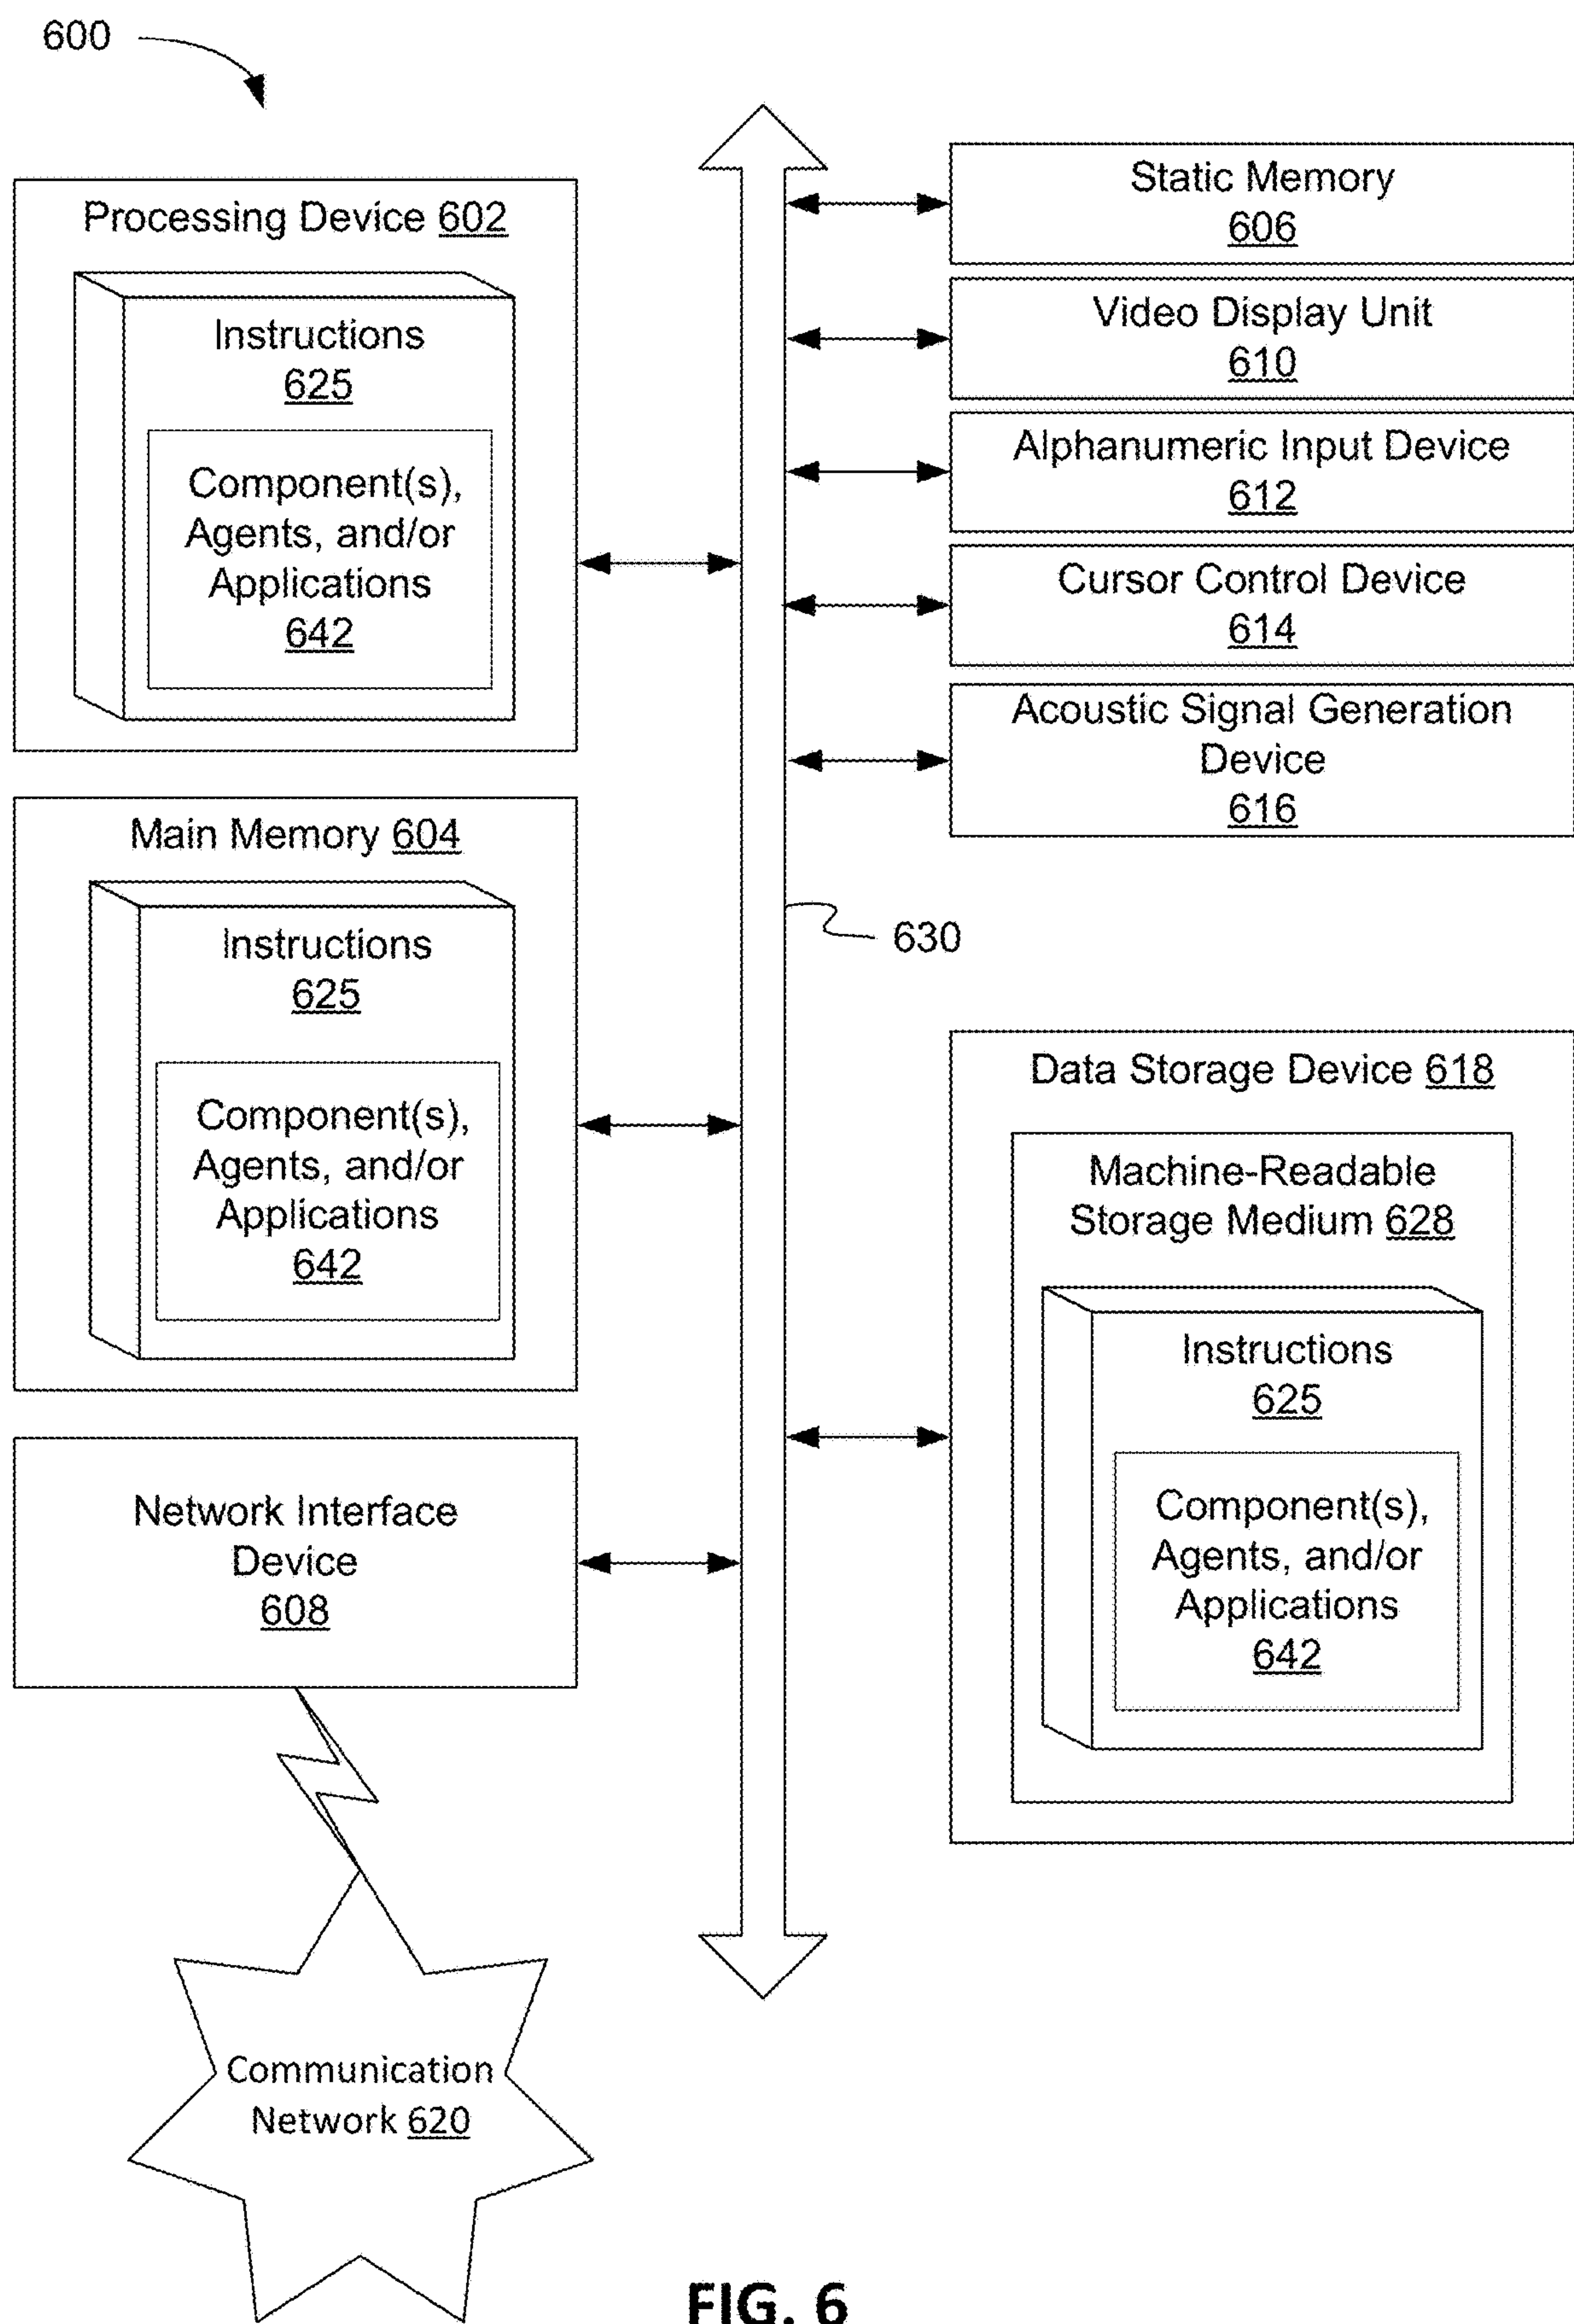 600
Processing Device 602
Instructions
625
Component(s),
Agents, and/or
Applications
642
Main Memory 604
Instructions
625
Component(s),
Agents, and/or
Applications
642
Network Interface
Device
608
Communication
Network 620
Static Memory
606
Video Display Unit
610
Alphanumeric Input Device
612
Cursor Control Device
614
Acoustic Signal Generation
Device
616
630
Data Storage Device 618
Machine-Readable
Storage Medium 628
Instructions
625
Component(s),
Agents, and/or
Applications
642
FIG. 6